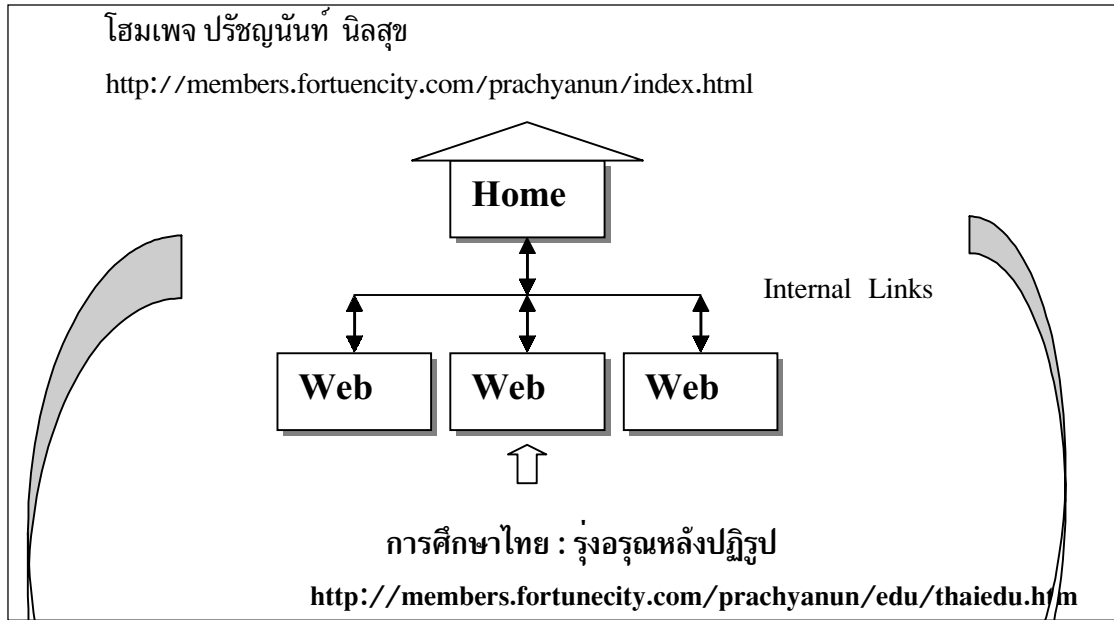 โฮมเพจ ปรัชญนันท์ นิลสุข
http://members.fortuencity.com/prachyanun/index.html
Home
Internal Links
Web Web Web
การศึกษาไทย : รุ่งอรุณหลังปฏิรูป
http://members.fortunecity.com/prachyanun/edu/thaiedu.htm